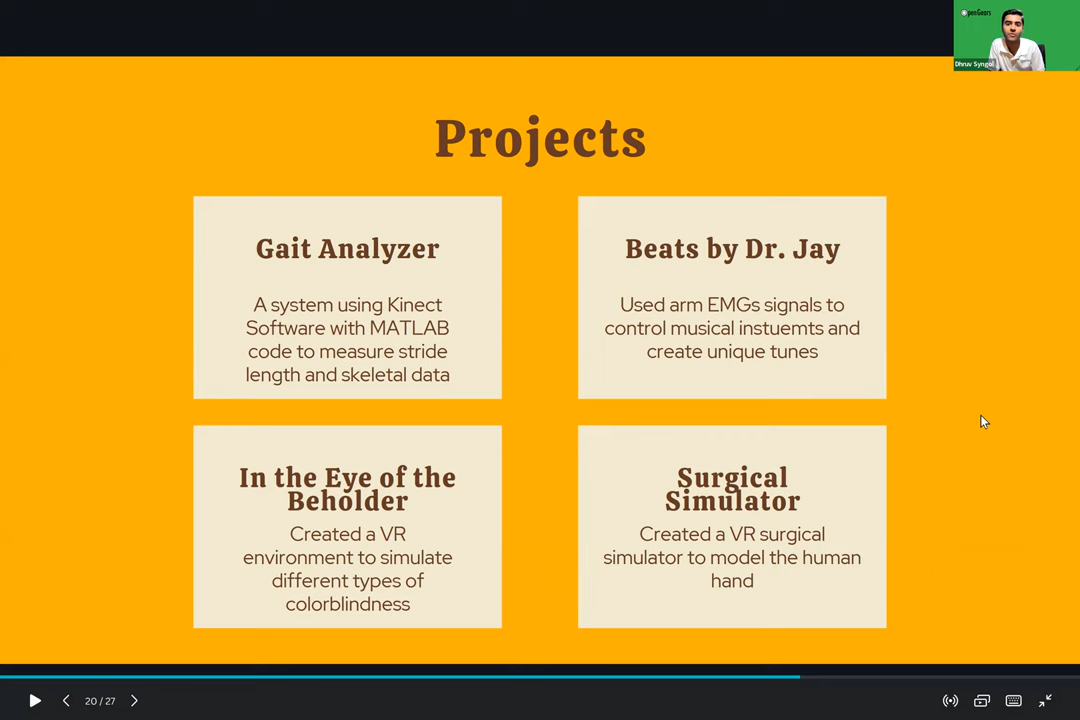 penGears
Dhruv Syngol
Projects
Gait Analyzer
A system using Kinect
Software with MATLAB
code to measure stride
length and skeletal data
Beats by Dr. Jay
Used arm EMGs signals to
control musical instuemts and
create unique tunes
In the Eye of the
Beholder
Created a VR
environment to simulate
different types of
colorblindness
Surgical
Simulator
Created a VR surgical
simulator to model the human
hand
20 / 27